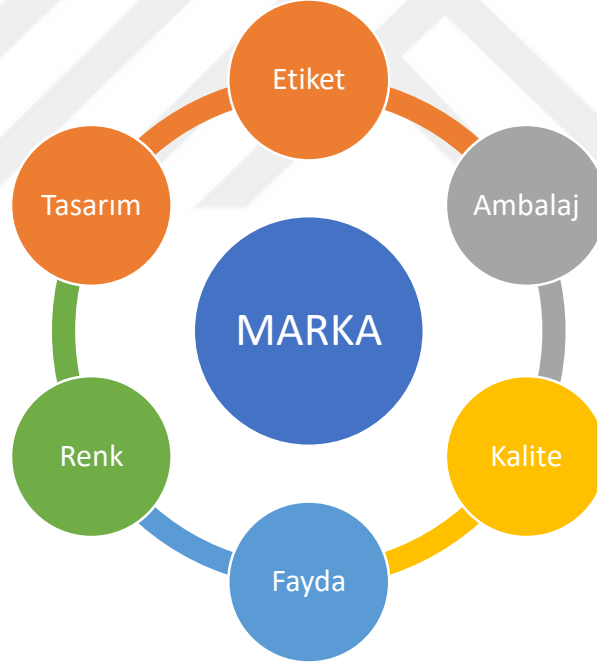 Etiket
Tasarım
Ambalaj
MARKA
Renk
Kalite
Fayda